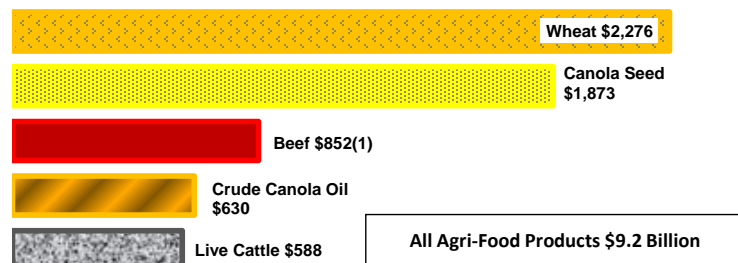 Wheat $2,276
Canola Seed
$1,873
Beef $852(1)
Crude Canola Oil
$630
Live Cattle $588
All Agri-Food Products $9.2 Billion